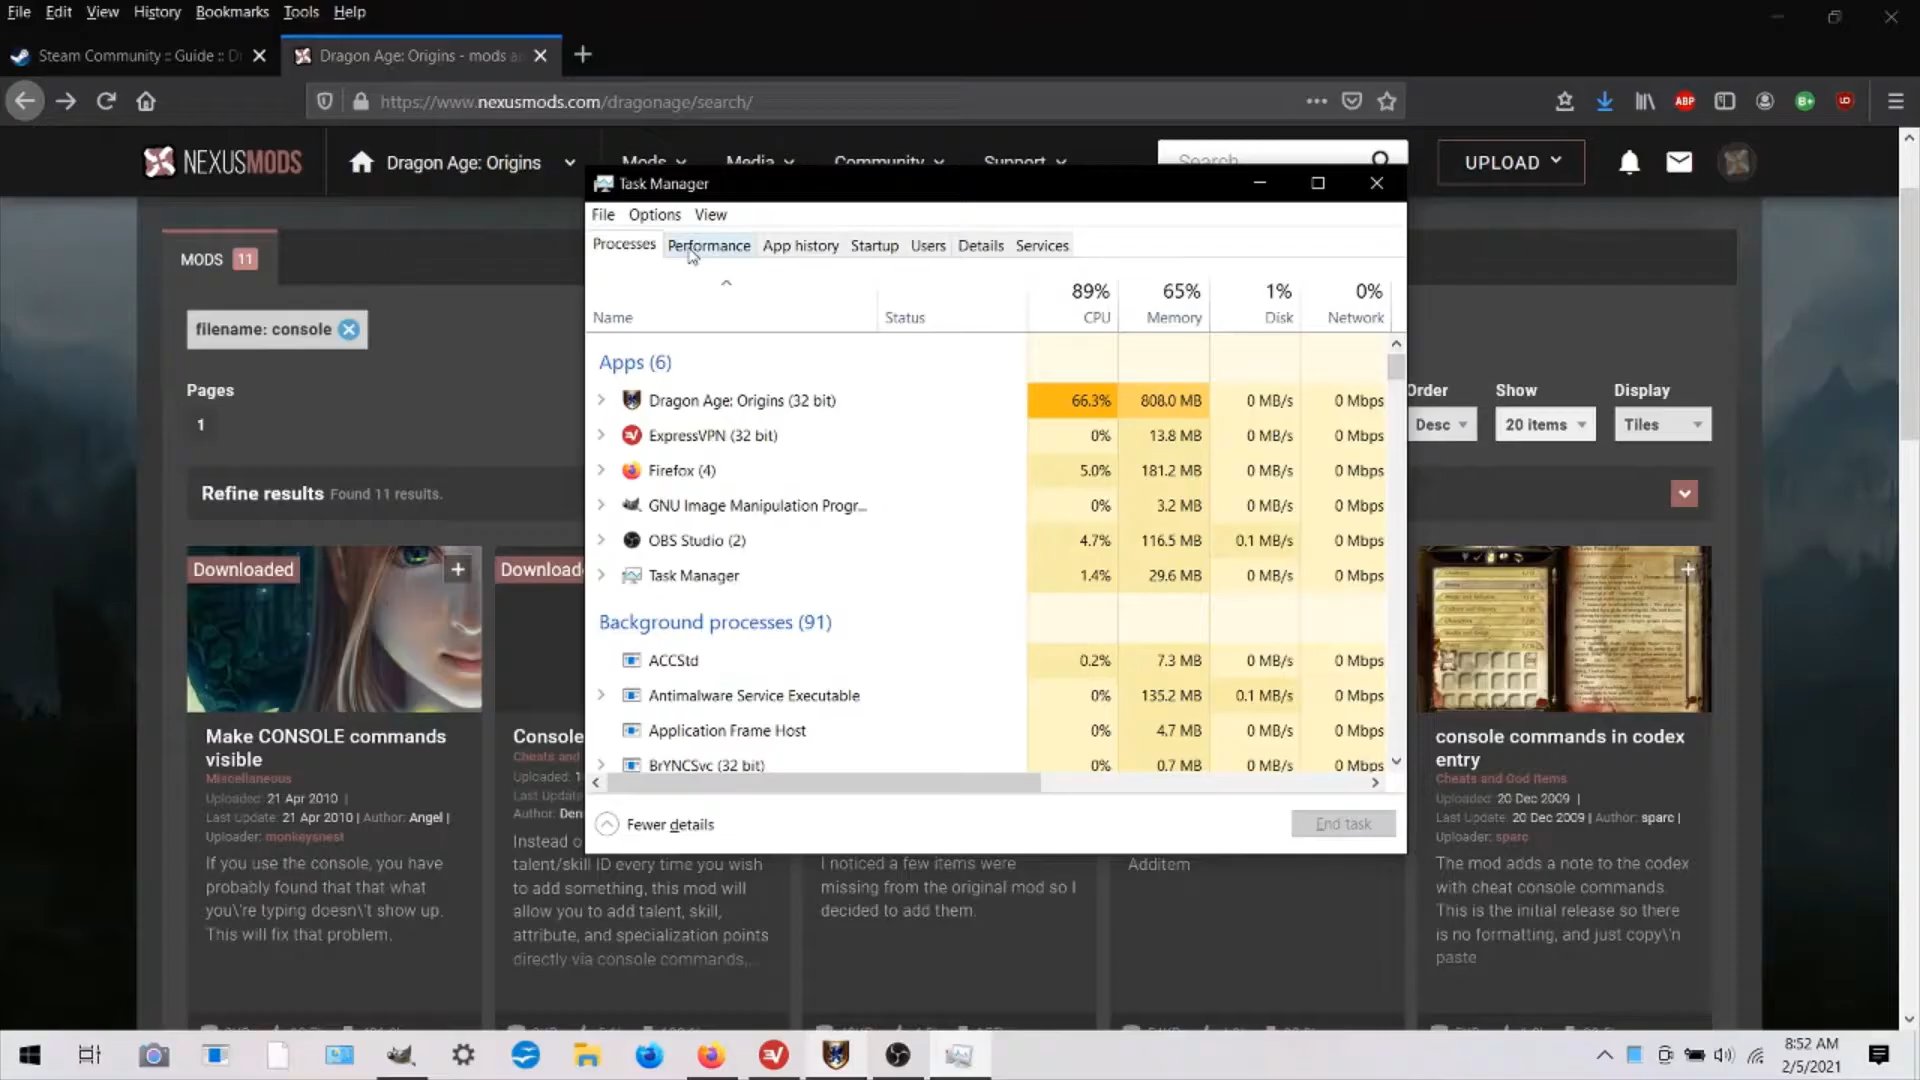 File Edit View History Bookmarks Tools Help
Steam Community :: Guide :: D
Dragon Age: Origins - mods a
https://www.nexusmods.com/dragonage/search/
ABP
NEXUSMODS
Dragon Age: Origins
Mods
Media
Community
Support
Search
UPLOAD
MODS 11
filename: console
Pages
1
Order
Desc
Show
20 items
Display
Tiles
Refine results Found 11 results.
Task Manager
File Options View
Processes Performance App history Startup Users Details Services
89% 65% 1% 0%
Name Status CPU Memory Disk Network
Apps (6)
Dragon Age: Origins (32 bit) 66.3% 808.0 MB 0 MB/s 0 Mbps
ExpressVPN (32 bit) 0% 13.8 MB 0 MB/s 0 Mbps
Firefox (4) 5.0% 181.2 MB 0 MB/s 0 Mbps
GNU Image Manipulation Progr... 0% 3.2 MB 0 MB/s 0 Mbps
OBS Studio (2) 4.7% 116.5 MB 0.1 MB/s 0 Mbps
Task Manager 1.4% 29.6 MB 0 MB/s 0 Mbps
Background processes (91)
ACCStd 0.2% 7.3 MB 0 MB/s 0 Mbps
Antimalware Service Executable 0% 135.2 MB 0.1 MB/s 0 Mbps
Application Frame Host 0% 4.7 MB 0 MB/s 0 Mbps
BrYNCSvc (32 bit) 0% 0.7 MB 0 MB/s 0 Mbps
Fewer details
End task
Downloaded
Make CONSOLE commands
visible
Miscellaneous
Uploaded: 21 Apr 2010 |
Last Update: 21 Apr 2010 | Author: Angel |
Uploader: monkeysnest
If you use the console, you have
probably found that that what
you\'re typing doesn\'t show up.
This will fix that problem.
Download
Console
Cheats and
Uploaded: 1
Last Updat
Author: Den
Instead o
talent/skill ID every time you wish
to add something, this mod will
allow you to add talent, skill,
attribute, and specialization points
directly via console commands,...
I noticed a few items were
missing from the original mod so I
decided to add them.
Additem
console commands in codex
entry
Cheats and God items
Uploaded: 20 Dec 2009 |
Last Update: 20 Dec 2009 | Author: sparc |
Uploader: sparc
The mod adds a note to the codex
with cheat console commands.
This is the initial release so there
is no formatting, and just copy\'n
paste
8:52 AM
2/5/2021